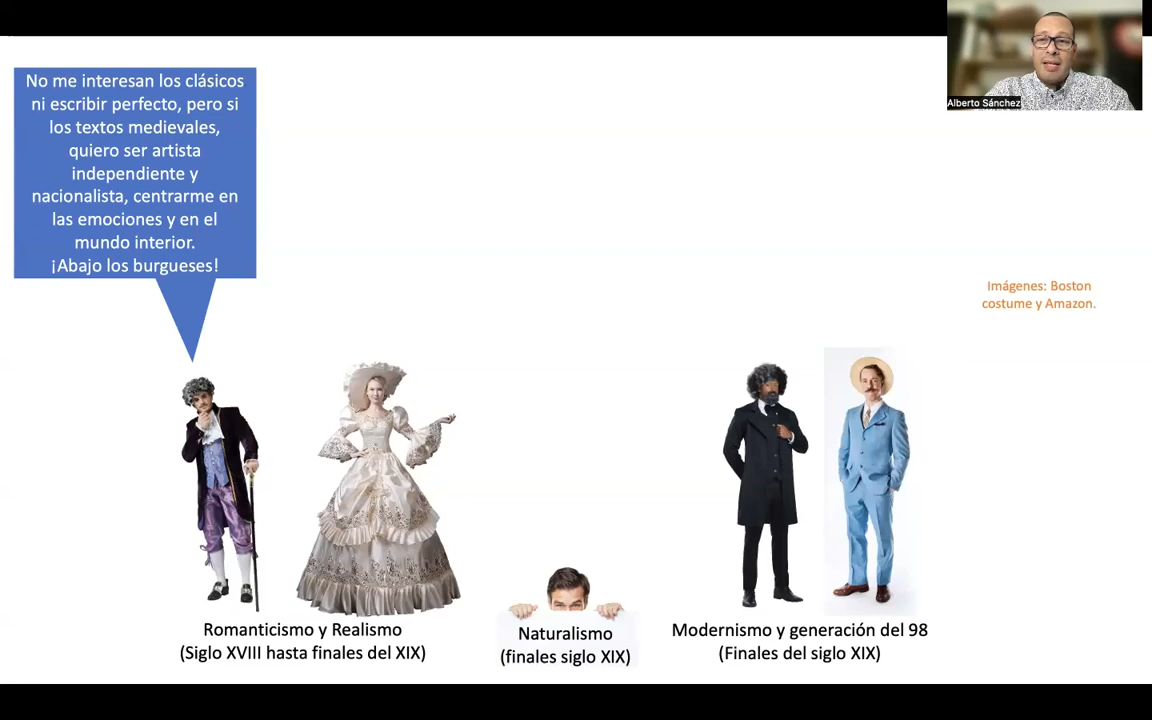 Alberto Sánchez
No me interesan los clásicos
ni escribir perfecto, pero si
los textos medievales,
quiero ser artista
independiente y
nacionalista, centrarme en
las emociones y en el
mundo interior.
¡Abajo los burgueses!
Imágenes: Boston
costume y Amazon.
Romanticismo y Realismo
(Siglo XVIII hasta finales del XIX)
Naturalismo
(finales siglo XIX)
Modernismo y generación del 98
(Finales del siglo XIX)